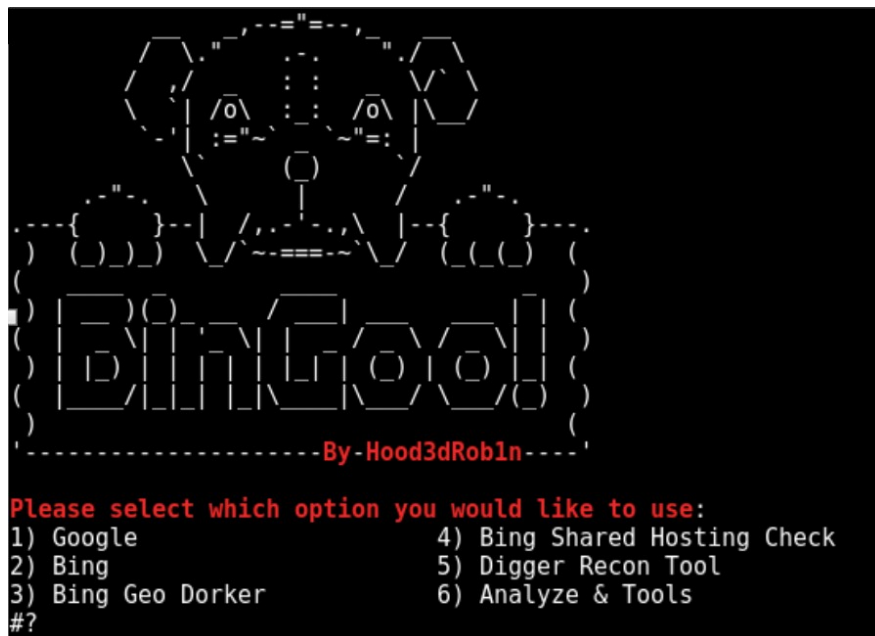 BinGoo!
By-Hood3dRob1n
Please select which option you would like to use:
1) Google
4) Bing Shared Hosting Check
2) Bing
5) Digger Recon Tool
3) Bing Geo Dorker
6) Analyze & Tools
#?